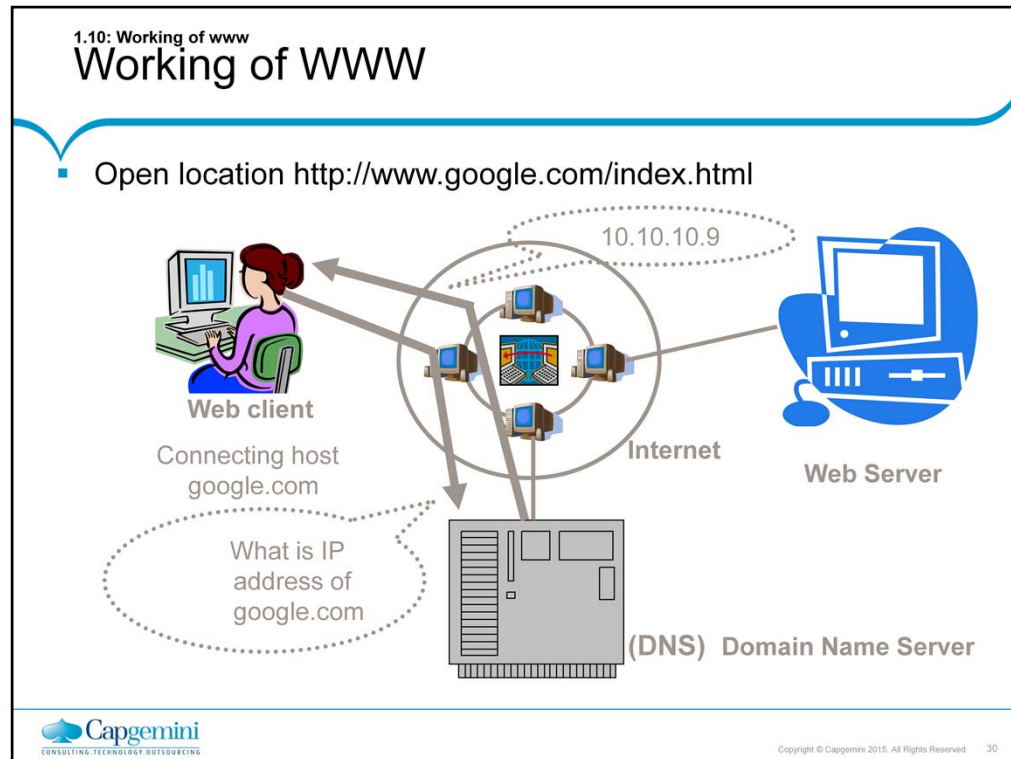 1.10: Working of www
Working of WWW
Open location http://www.google.com/index.html
10.10.10.9
Web client
Connecting host
google.com
Internet
Web Server
What is IP
address of
google.com
(DNS) Domain Name Server
Capgemini
CONSULTING.TECHNOLOGY.OUTSOURCING
Copyright © Capgemini 2015. All Rights Reserved 30